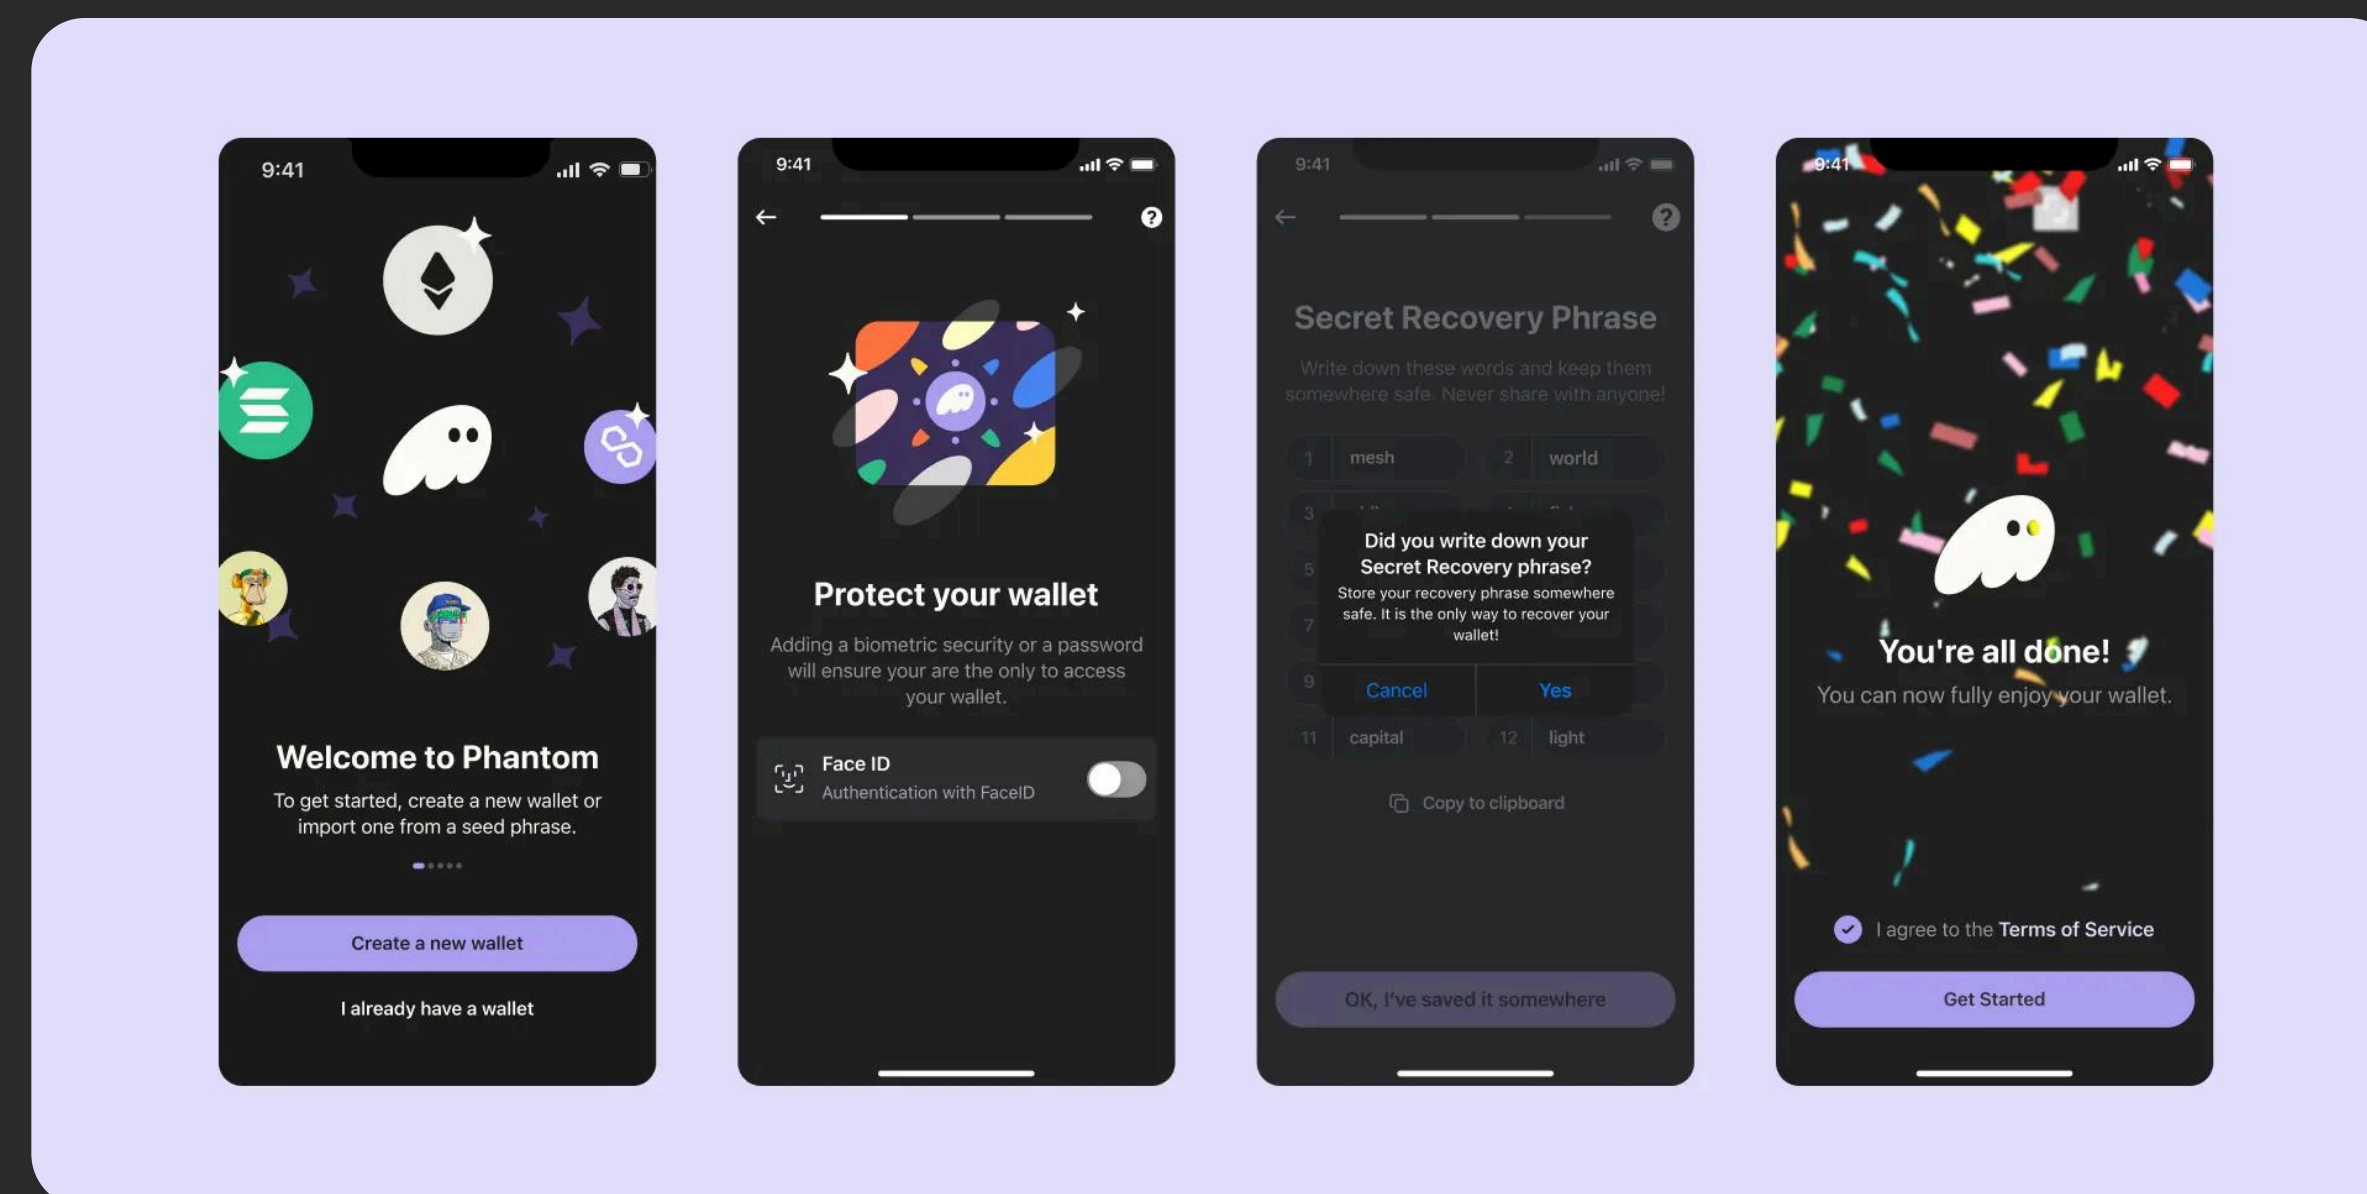 9:41
Welcome to Phantom
To get started, create a new wallet or
import one from a seed phrase.
Create a new wallet
I already have a wallet
9:41
?
Protect your wallet
Adding a biometric security or a password
will ensure your are the only to access
your wallet.
Face ID
Authentication with FaceID
9:41
?
Secret Recovery Phrase
Write down these words and keep them
somewhere safe. Never share with anyone!
1 mesh 2 world
3
Did you write down your
Secret Recovery phrase?
5
Store your recovery phrase somewhere
safe. It is the only way to recover your
7
wallet!
9
Cancel Yes
11 capital 12 light
Copy to clipboard
OK, I've saved it somewhere
9:41
You're all done!
You can now fully enjoy your wallet.
I agree to the Terms of Service
Get Started